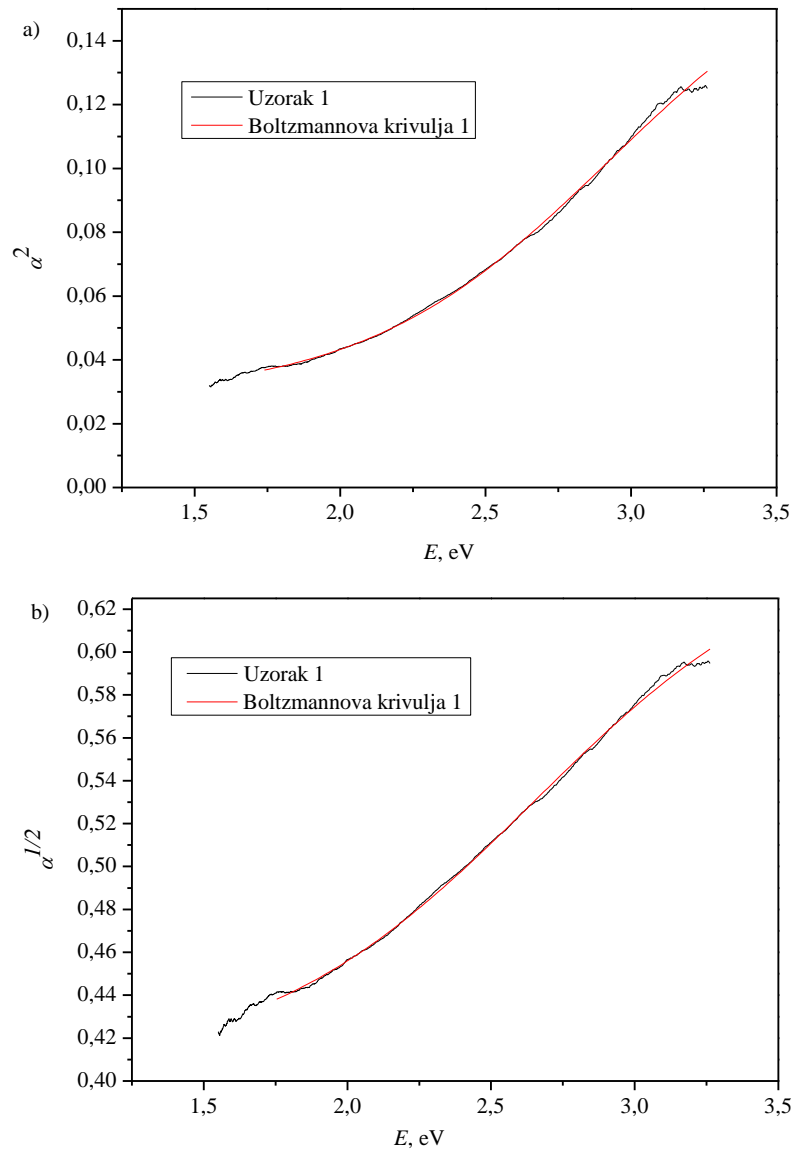 a)
0,14
0,12
0,10
0,08
0,06
0,04
0,02
0,00
α²
Uzorak 1
Boltzmannova krivulja 1
1,5 2,0 2,5 3,0 3,5
E, eV
b)
0,62
0,60
0,58
0,56
0,54
0,52
0,50
0,48
0,46
0,44
0,42
0,40
α^1/2
Uzorak 1
Boltzmannova krivulja 1
1,5 2,0 2,5 3,0 3,5
E, eV